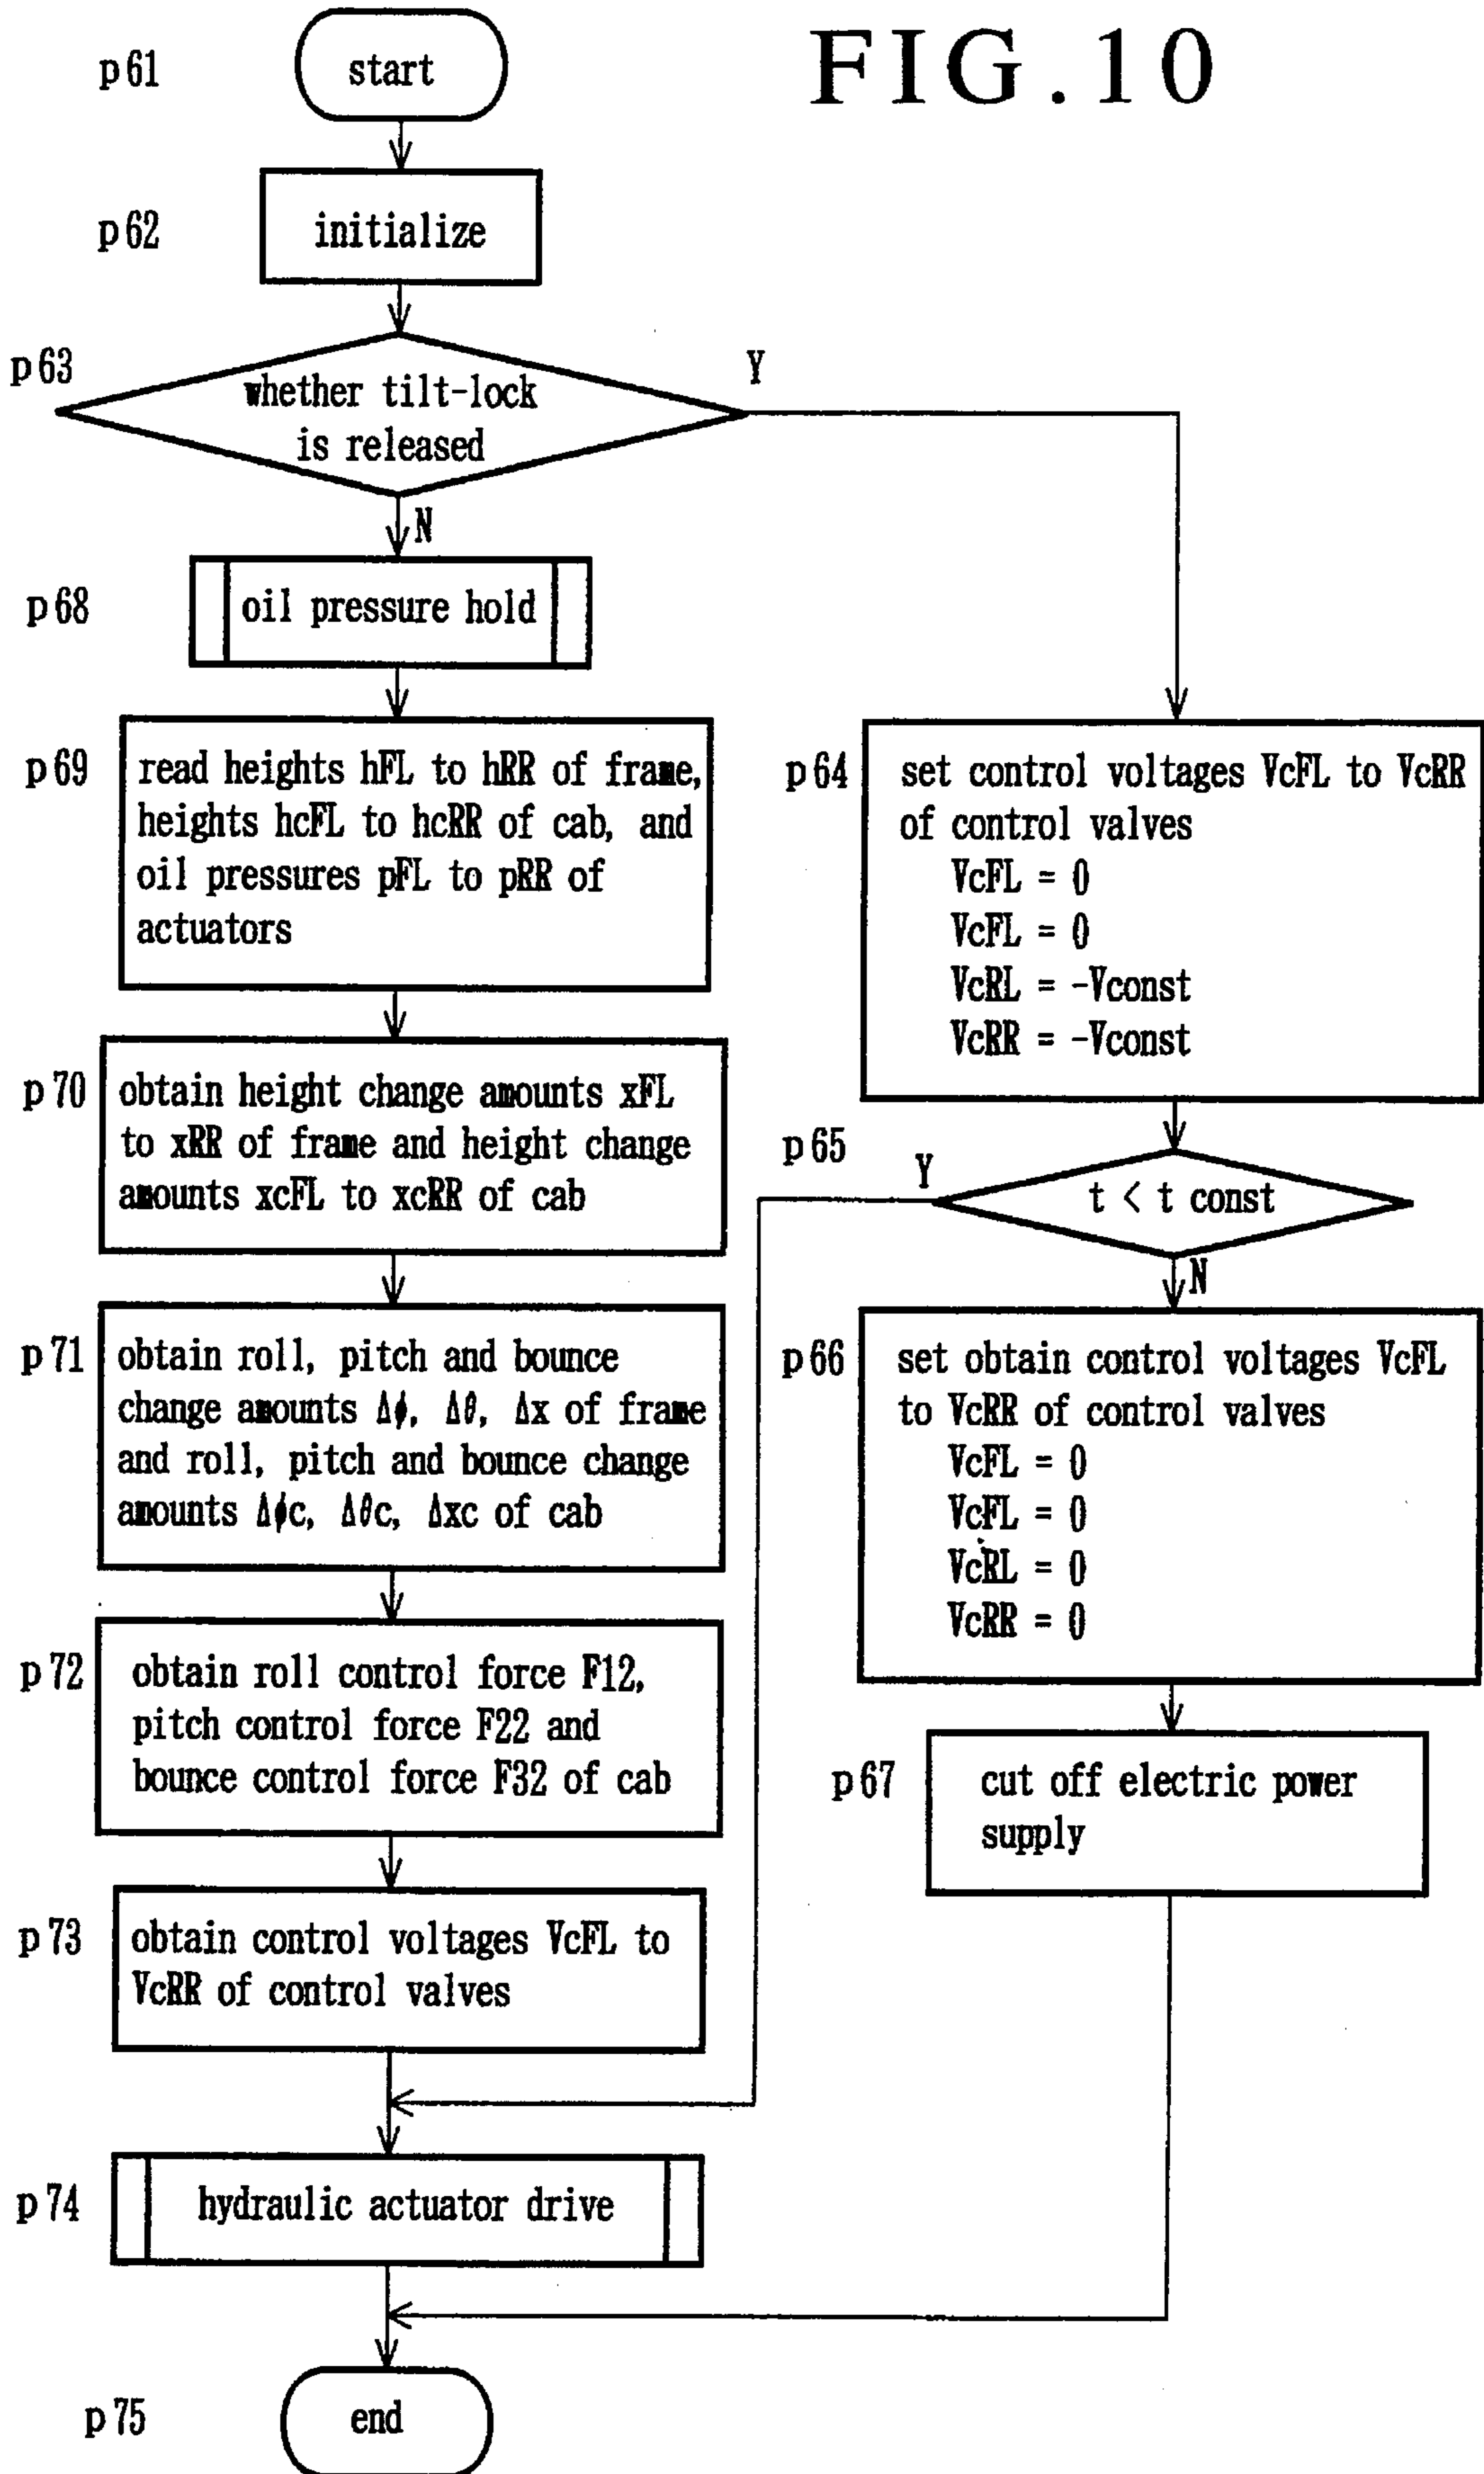 FIG.10
p61
start
p62
initialize
p63
whether tilt-lock
is released
Y
N
p68
oil pressure hold
p69
read heights hFL to hRR of frame,
heights hcFL to hcRR of cab, and
oil pressures pFL to pRR of
actuators
p70
obtain height change amounts xFL
to xRR of frame and height change
amounts xcFL to xcRR of cab
p71
obtain roll, pitch and bounce
change amounts Δϕ, Δθ, Δx of frame
and roll, pitch and bounce change
amounts Δϕc, Δθc, Δxc of cab
p72
obtain roll control force F12,
pitch control force F22 and
bounce control force F32 of cab
p73
obtain control voltages VcFL to
VcRR of control valves
p74
hydraulic actuator drive
p75
end
p64
set control voltages VcFL to VcRR
of control valves
VcFL = 0
VcFL = 0
VcRL = -Vconst
VcRR = -Vconst
p65
Y
t < t const
N
p66
set obtain control voltages VcFL
to VcRR of control valves
VcFL = 0
VcFL = 0
VcRL = 0
VcRR = 0
p67
cut off electric power
supply